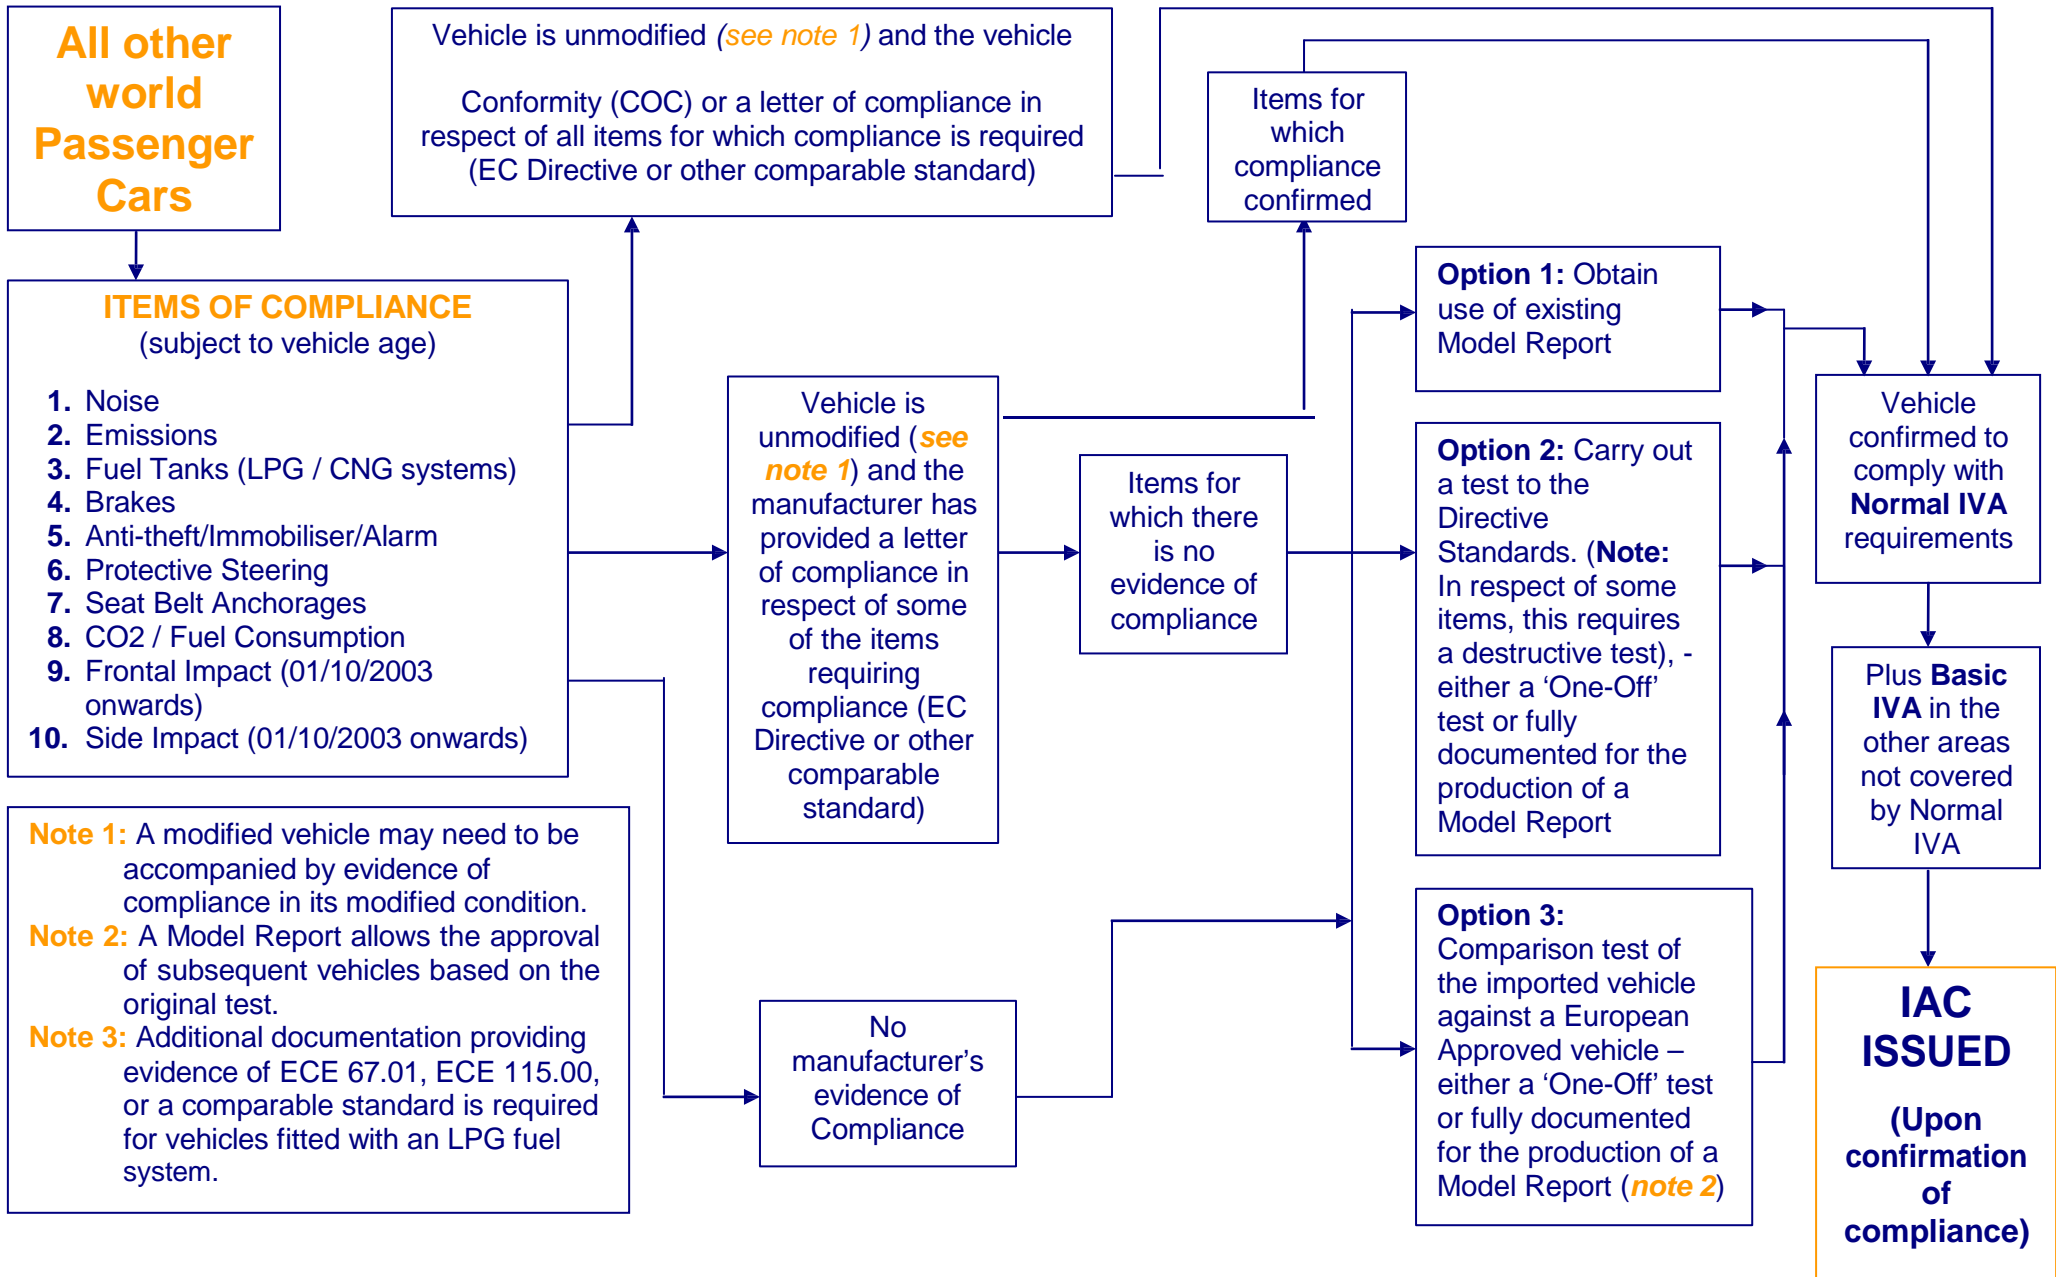 All other
world
Passenger
Cars
Vehicle is unmodified (see note 1) and the vehicle
Conformity (COC) or a letter of compliance in
respect of all items for which compliance is required
(EC Directive or other comparable standard)
Items for
which
compliance
confirmed
ITEMS OF COMPLIANCE
(subject to vehicle age)
1. Noise
2. Emissions
3. Fuel Tanks (LPG / CNG systems)
4. Brakes
5. Anti-theft/Immobiliser/Alarm
6. Protective Steering
7. Seat Belt Anchorages
8. CO2 / Fuel Consumption
9. Frontal Impact (01/10/2003
onwards)
10. Side Impact (01/10/2003 onwards)
Vehicle is
unmodified (see
note 1) and the
manufacturer has
provided a letter
of compliance in
respect of some
of the items
requiring
compliance (EC
Directive or other
comparable
standard)
Items for
which there
is no
evidence of
compliance
Option 1: Obtain
use of existing
Model Report
Option 2: Carry out
a test to the
Directive
Standards. (Note:
In respect of some
items, this requires
a destructive test), -
either a ‘One-Off’
test or fully
documented for the
production of a
Model Report
Option 3:
Comparison test of
the imported vehicle
against a European
Approved vehicle –
either a ‘One-Off’ test
or fully documented
for the production of a
Model Report (note 2)
Vehicle
confirmed to
comply with
Normal IVA
requirements
Plus Basic
IVA in the
other areas
not covered
by Normal
IVA
IAC
ISSUED
(Upon
confirmation
of
compliance)
Note 1: A modified vehicle may need to be
accompanied by evidence of
compliance in its modified condition.
Note 2: A Model Report allows the approval
of subsequent vehicles based on the
original test.
Note 3: Additional documentation providing
evidence of ECE 67.01, ECE 115.00,
or a comparable standard is required
for vehicles fitted with an LPG fuel
system.
No
manufacturer’s
evidence of
Compliance